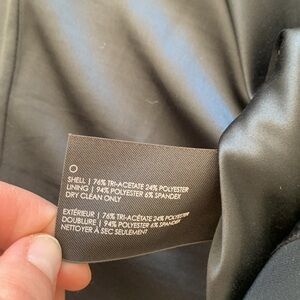 O
SHELL | 76% TRI-ACETATE 24% POLYESTER
LINING | 94% POLYESTER 6% SPANDEX
DRY CLEAN ONLY
EXTÉRIEUR | 76% TRI-ACÉTATE 24% POLYESTER
DOUBLURE | 94% POLYESTER 6% SPANDEX
NETTOYER À SEC SEULEMENT